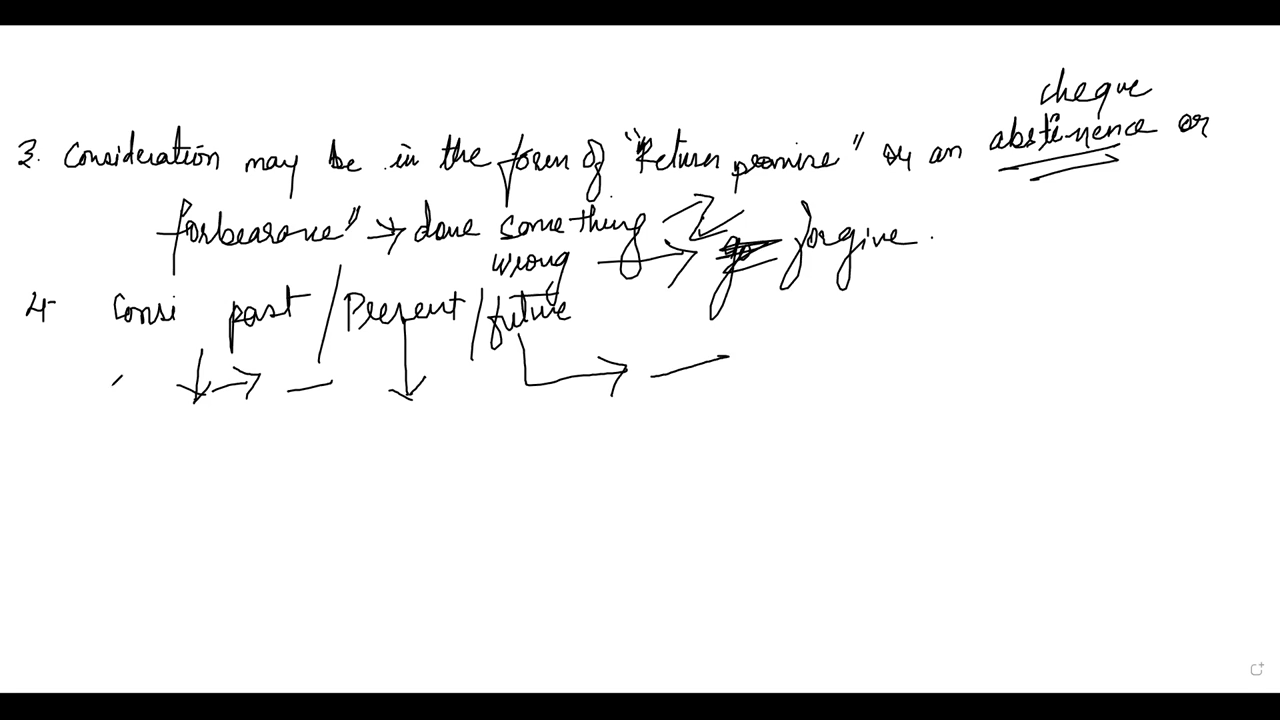 cheque
3. Consideration may be in the form of "Return promise" or an abstinence or
forbearance" → done something → forgive.
wrong
4 Consi past / Present / future